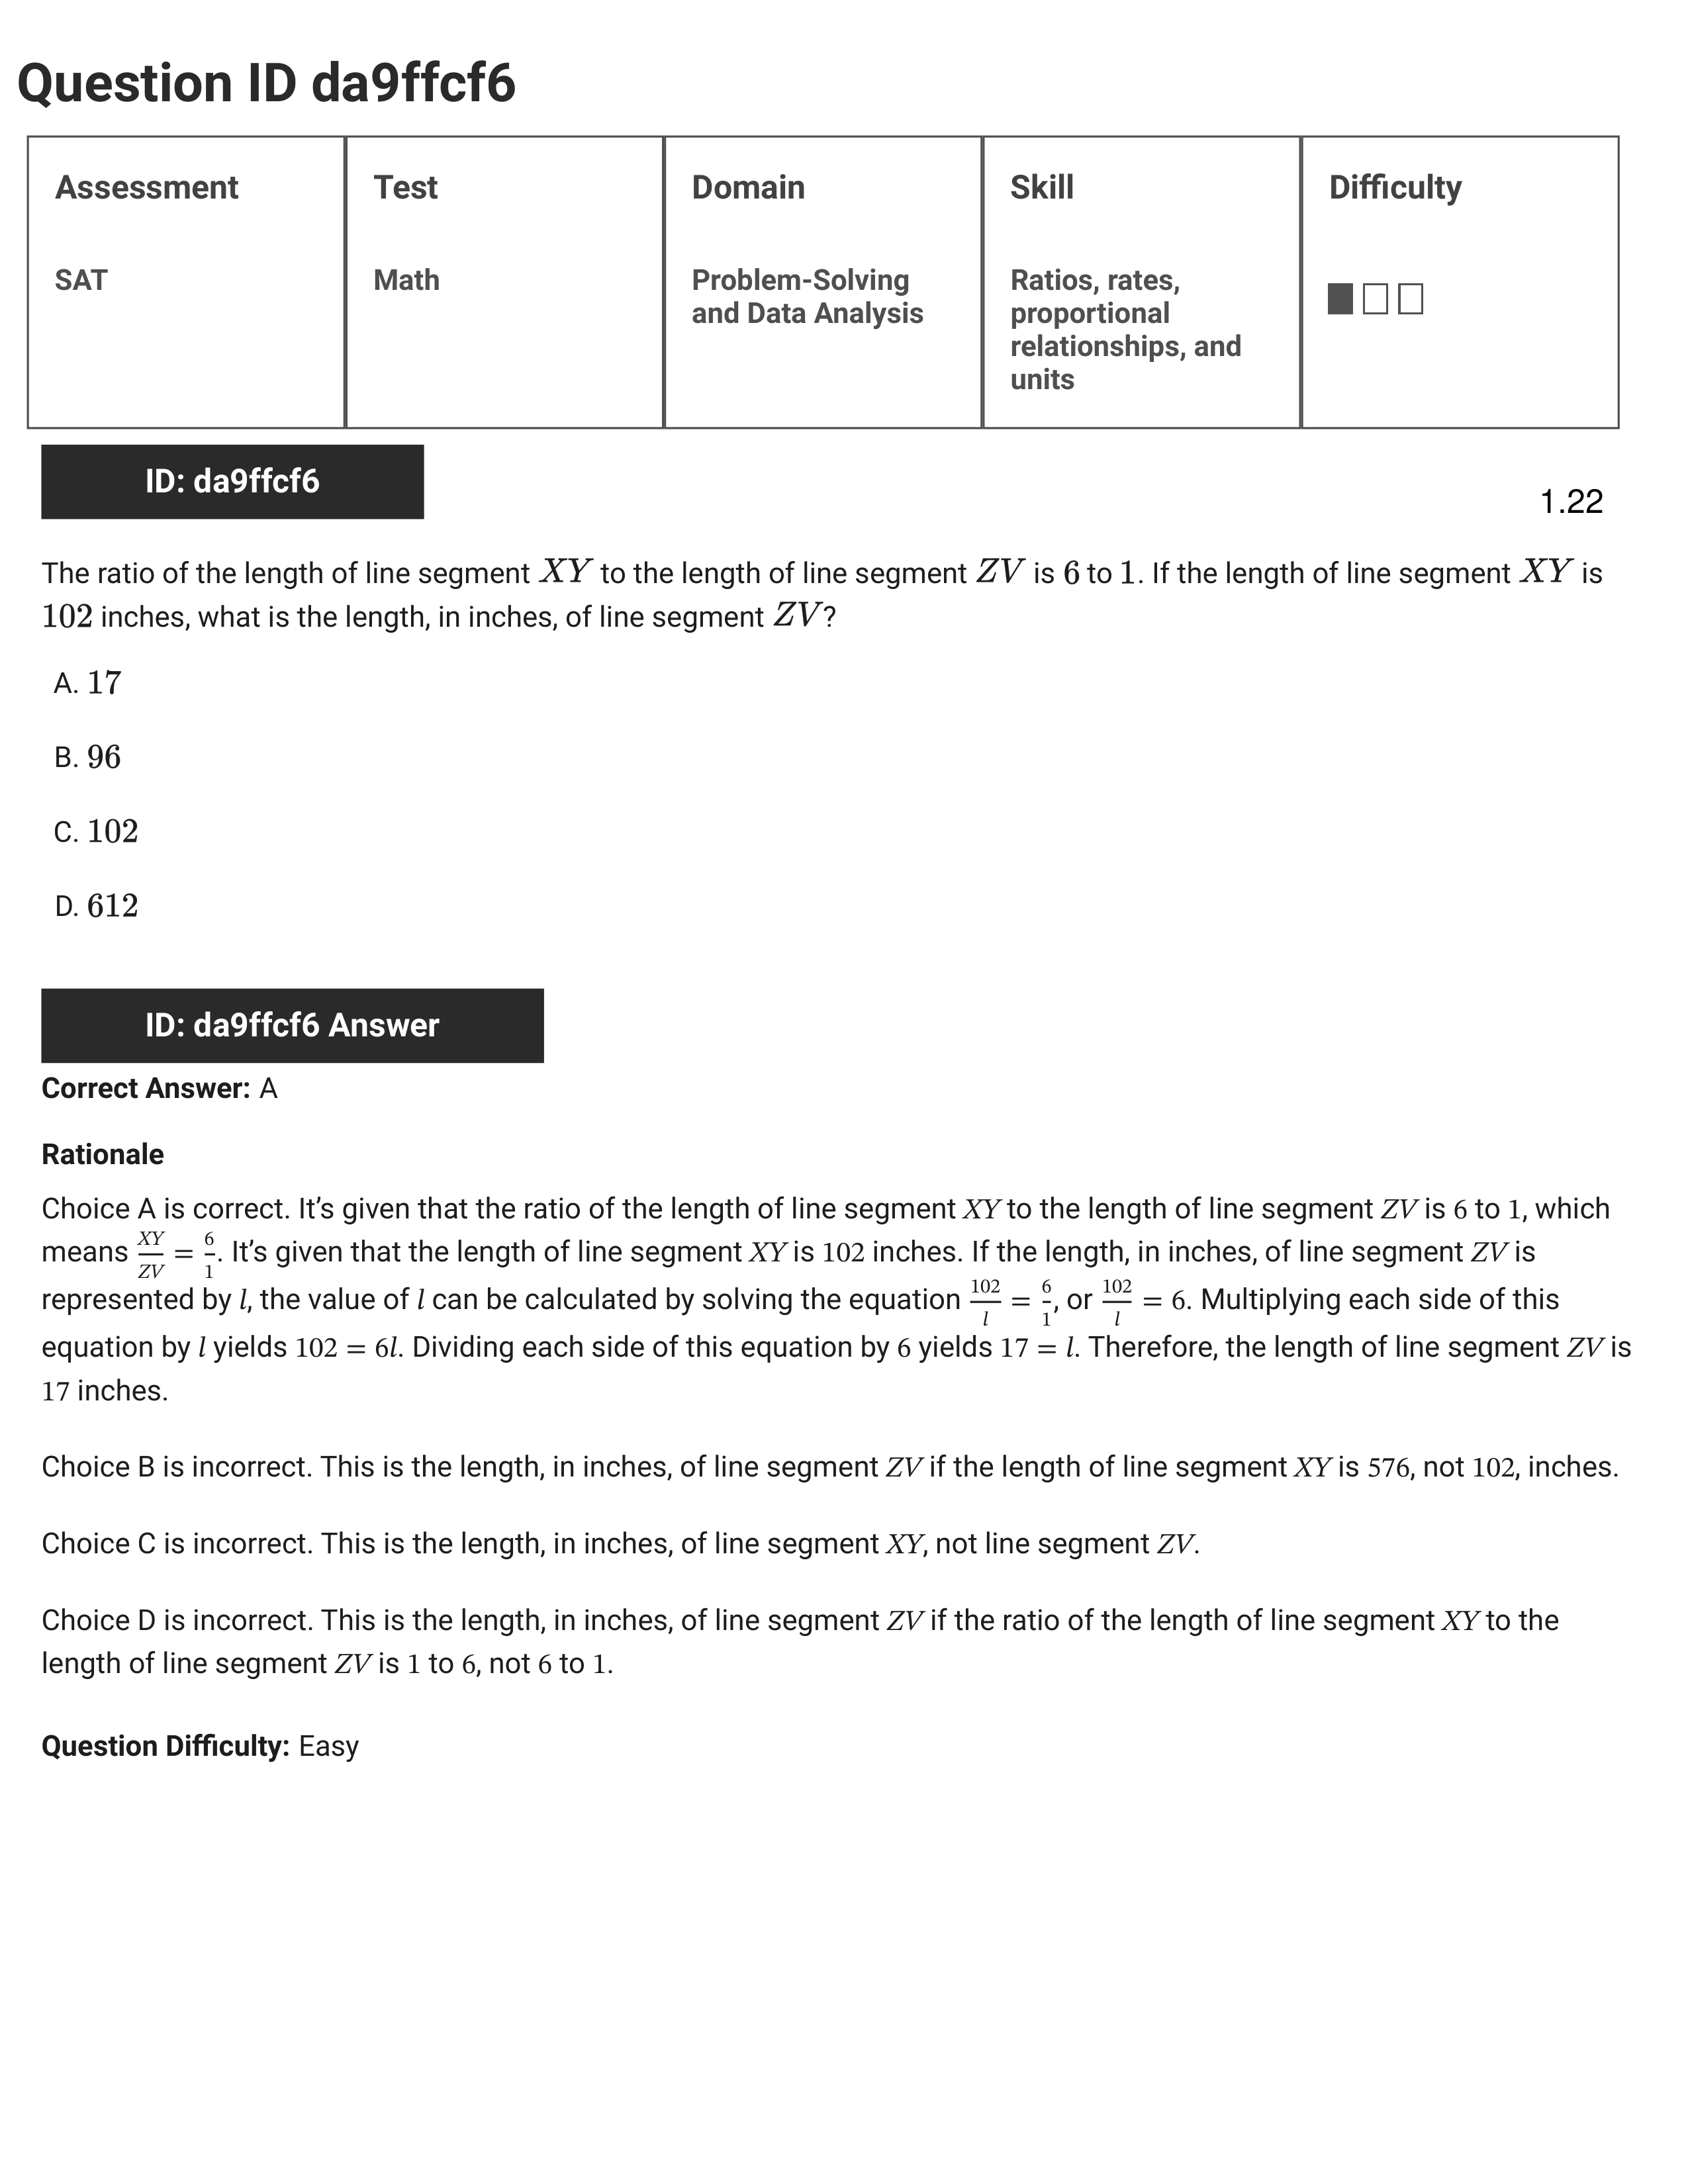 Question ID da9ffcf6
Assessment
Test
Domain
Skill
Difficulty
SAT
Math
Problem-Solving
and Data Analysis
Ratios, rates,
proportional
relationships, and
units
ID: da9ffcf6
1.22
The ratio of the length of line segment XY to the length of line segment ZV is 6 to 1. If the length of line segment XY is
102 inches, what is the length, in inches, of line segment ZV?
A. 17
B. 96
C. 102
D. 612
ID: da9ffcf6 Answer
Correct Answer: A
Rationale
Choice A is correct. It’s given that the ratio of the length of line segment XY to the length of line segment ZV is 6 to 1, which
means XY/ZV = 6/1. It’s given that the length of line segment XY is 102 inches. If the length, in inches, of line segment ZV is
represented by l, the value of l can be calculated by solving the equation 102/l = 6/1, or 102/l = 6. Multiplying each side of this
equation by l yields 102 = 6l. Dividing each side of this equation by 6 yields 17 = l. Therefore, the length of line segment ZV is
17 inches.
Choice B is incorrect. This is the length, in inches, of line segment ZV if the length of line segment XY is 576, not 102, inches.
Choice C is incorrect. This is the length, in inches, of line segment XY, not line segment ZV.
Choice D is incorrect. This is the length, in inches, of line segment ZV if the ratio of the length of line segment XY to the
length of line segment ZV is 1 to 6, not 6 to 1.
Question Difficulty: Easy